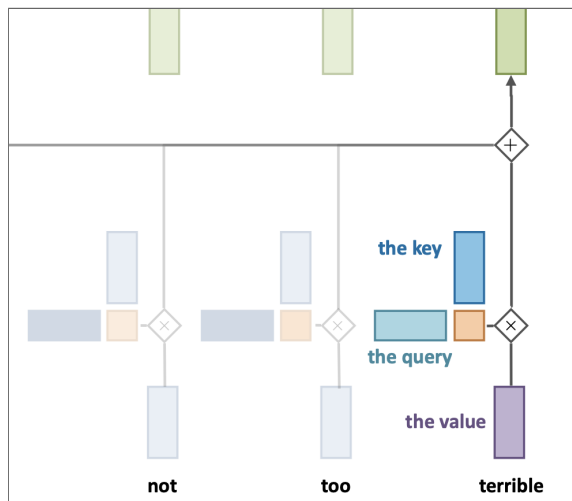 the key
the query
the value
not too terrible